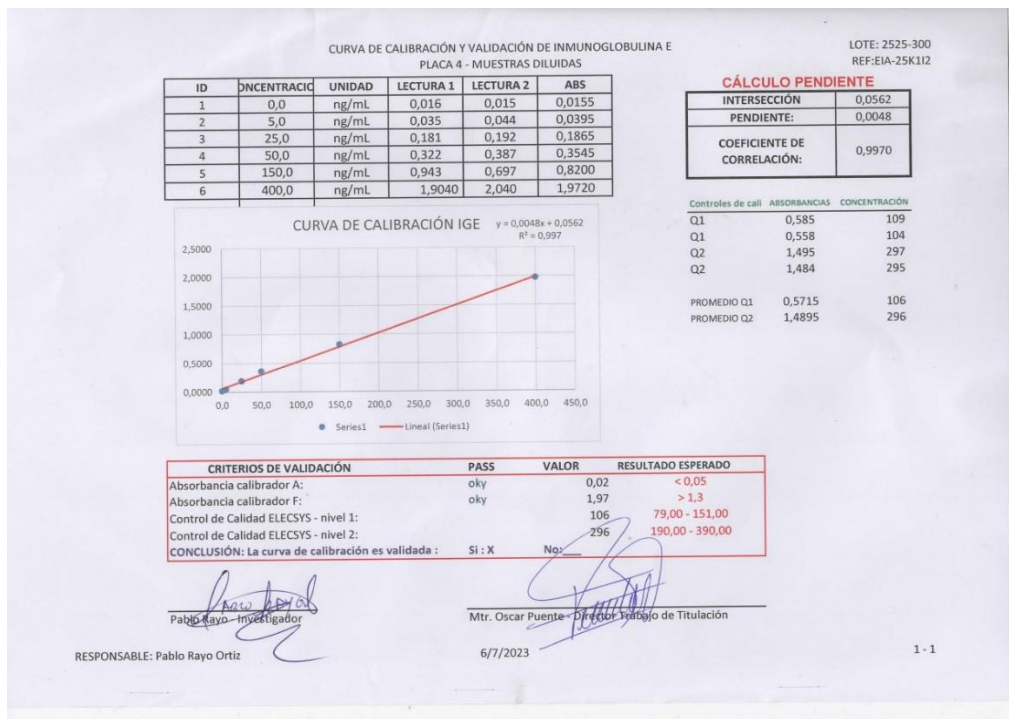 CURVA DE CALIBRACIÓN Y VALIDACIÓN DE INMUNOGLOBULINA E
PLACA 4 - MUESTRAS DILUIDAS
LOTE: 2525-300
REF:EIA-25K1I2
ID ONCENTRACIO UNIDAD LECTURA 1 LECTURA 2 ABS
1 0,0 ng/mL 0,016 0,015 0,0155
2 5,0 ng/mL 0,035 0,044 0,0395
3 25,0 ng/mL 0,181 0,192 0,1865
4 50,0 ng/mL 0,322 0,387 0,3545
5 150,0 ng/mL 0,943 0,697 0,8200
6 400,0 ng/mL 1,9040 2,040 1,9720
CÁLCULO PENDIENTE
INTERSECCIÓN 0,0562
PENDIENTE: 0,0048
COEFICIENTE DE
CORRELACIÓN: 0,9970
Controles de cali ABSORBANCIAS CONCENTRACIÓN
Q1 0,585 109
Q1 0,558 104
Q2 1,495 297
Q2 1,484 295
PROMEDIO Q1 0,5715 106
PROMEDIO Q2 1,4895 296
CURVA DE CALIBRACIÓN IGE
y = 0,0048x + 0,0562
R² = 0,997
2,5000
2,0000
1,5000
1,0000
0,5000
0,0000
0,0 50,0 100,0 150,0 200,0 250,0 300,0 350,0 400,0 450,0
Series1 Lineal (Series1)
CRITERIOS DE VALIDACIÓN PASS VALOR RESULTADO ESPERADO
Absorbancia calibrador A: oky 0,02 < 0,05
Absorbancia calibrador F: oky 1,97 > 1,3
Control de Calidad ELECSYS - nivel 1: 106 79,00 - 151,00
Control de Calidad ELECSYS - nivel 2: 296 190,00 - 390,00
CONCLUSIÓN: La curva de calibración es validada : Si : X No:___
Pablo Rayo - Investigador
Mtr. Oscar Puente - Director Trabajo de Titulación
RESPONSABLE: Pablo Rayo Ortiz
6/7/2023
1 - 1